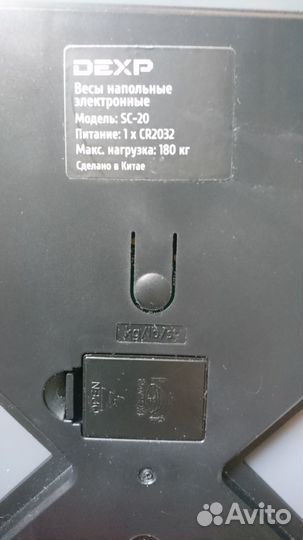 DEXP
Весы напольные
электронные
Модель: SC-20
Питание: 1 x CR2032
Макс. нагрузка: 180 кг
Сделано в Китае
kg/lb/st
Avito